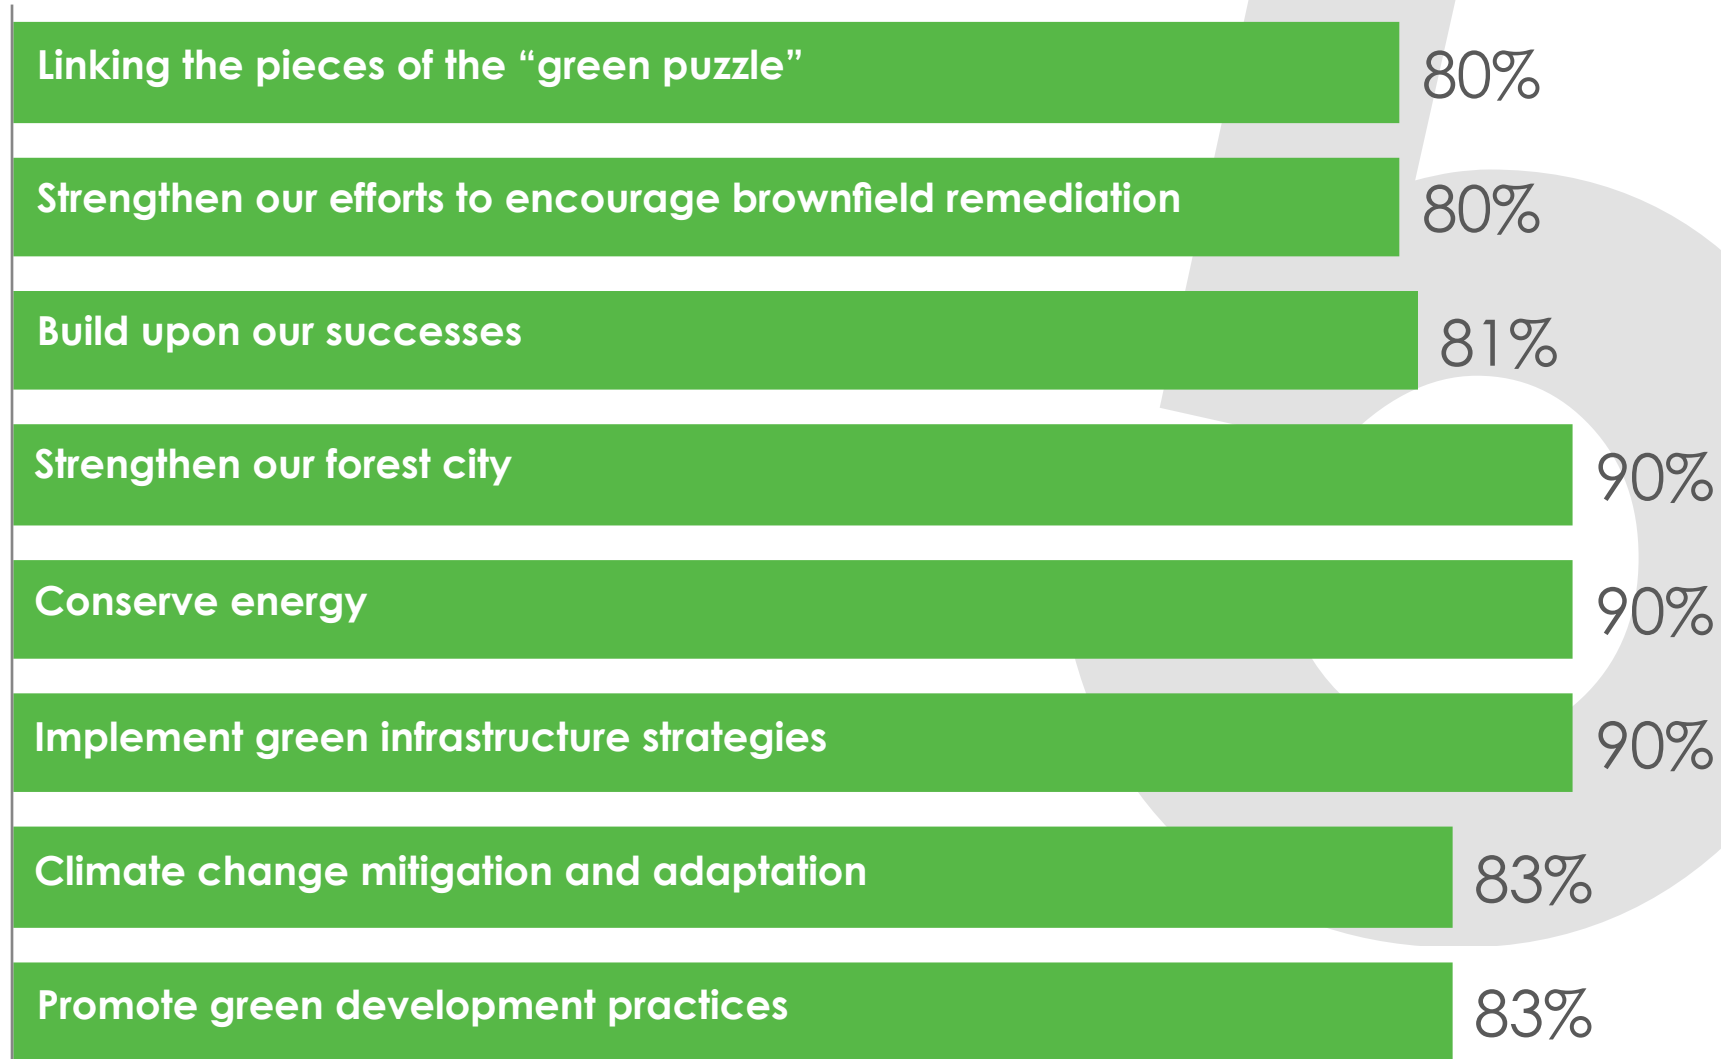 Linking the pieces of the “green puzzle” 80%
Strengthen our efforts to encourage brownfield remediation 80%
Build upon our successes 81%
Strengthen our forest city 90%
Conserve energy 90%
Implement green infrastructure strategies 90%
Climate change mitigation and adaptation 83%
Promote green development practices 83%